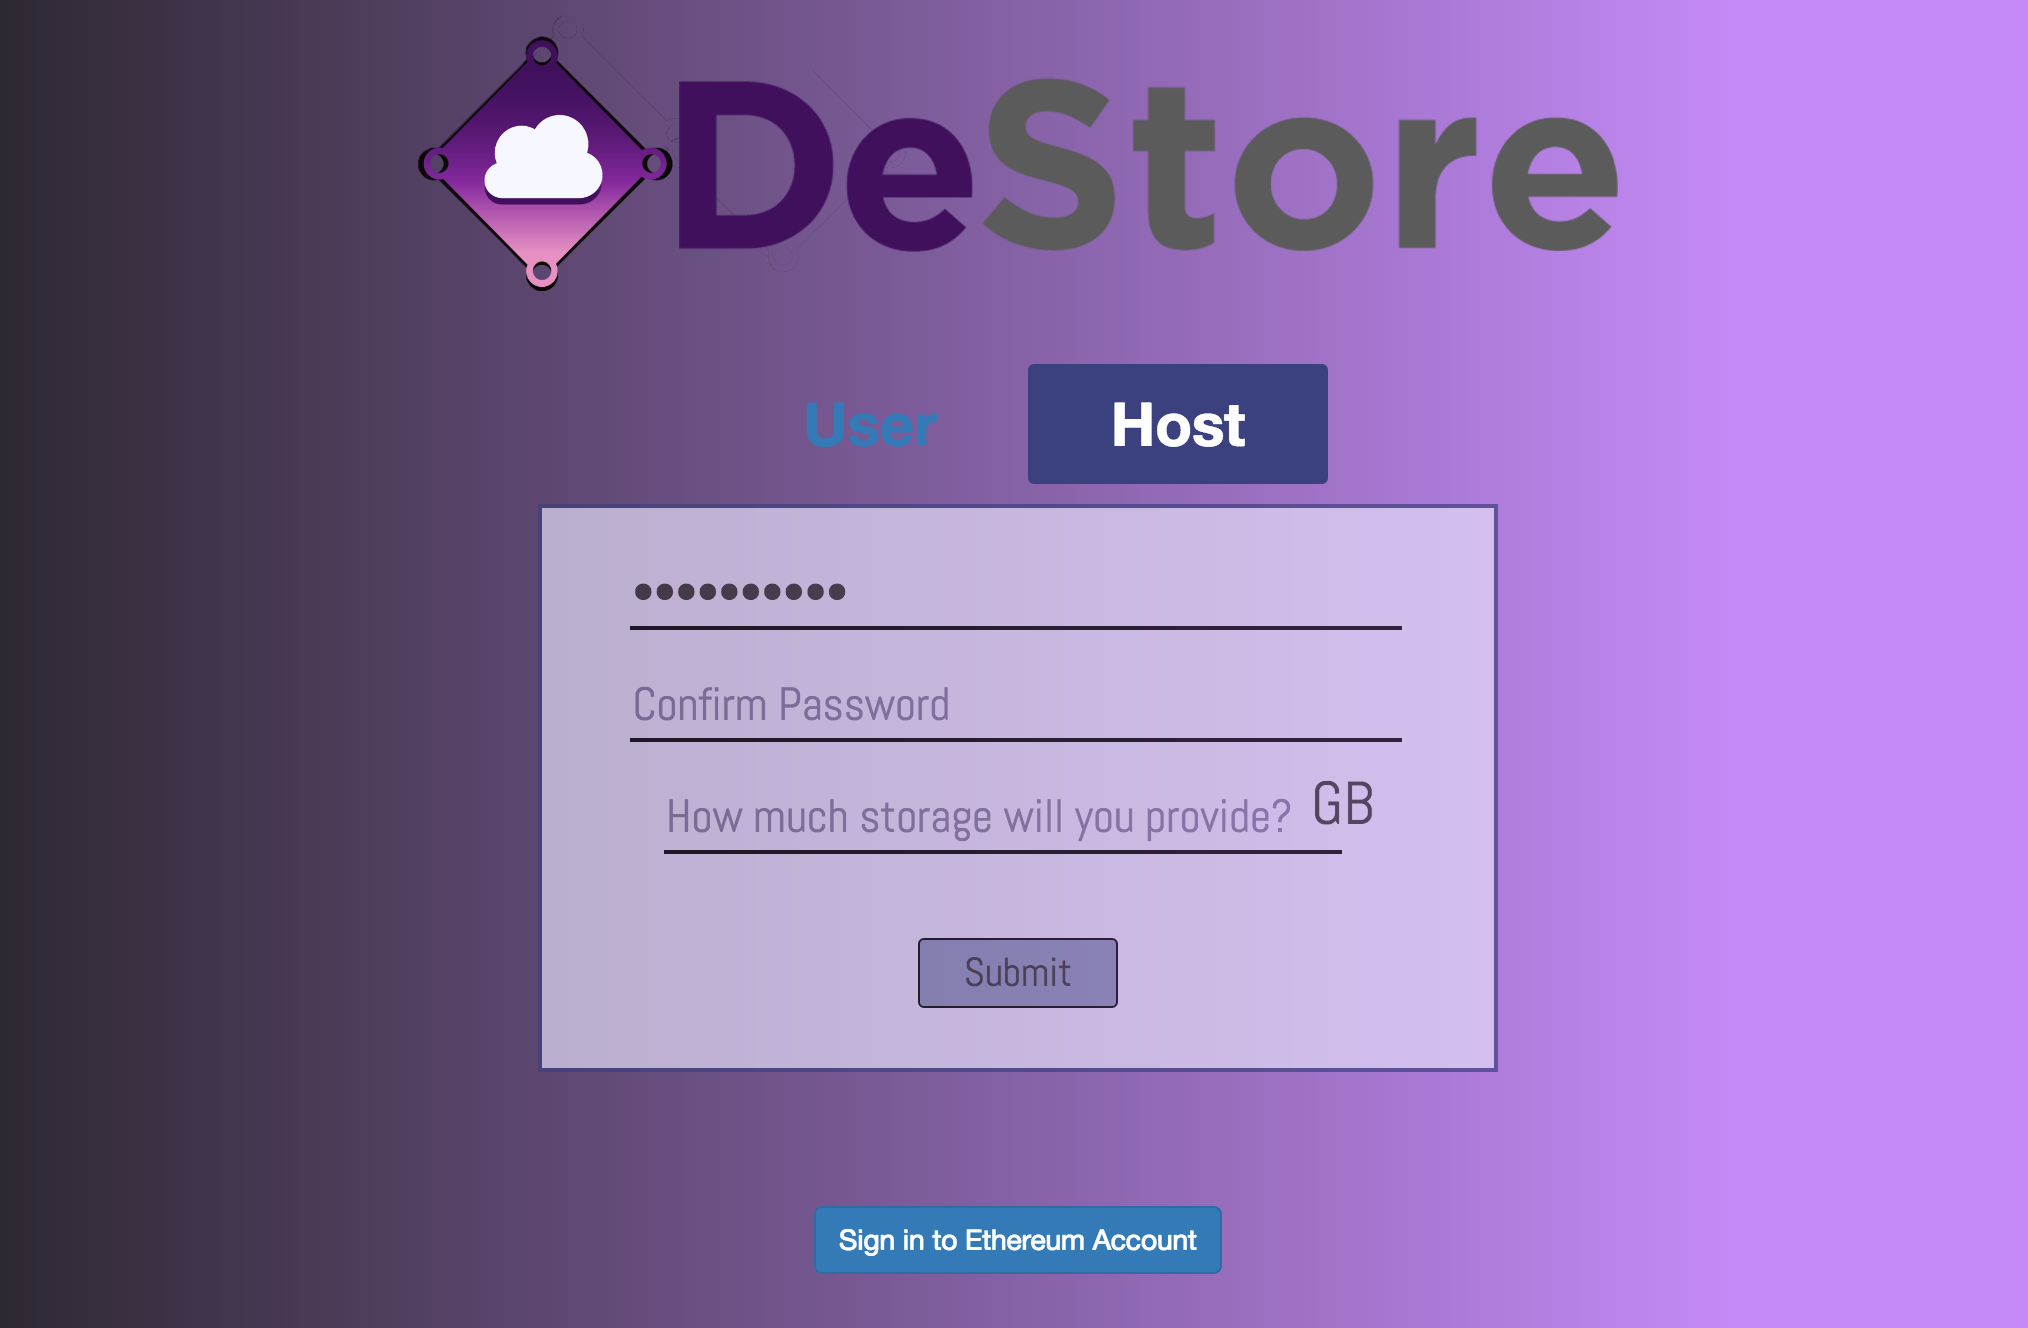 DeStore
User Host
••••••••••
Confirm Password
How much storage will you provide? GB
Submit
Sign in to Ethereum Account